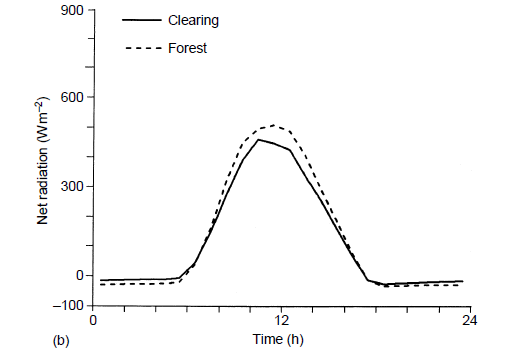 900
Clearing
Forest
600
300
0
–100
Net radiation (Wm–2)
0
12
24
(b)
Time (h)